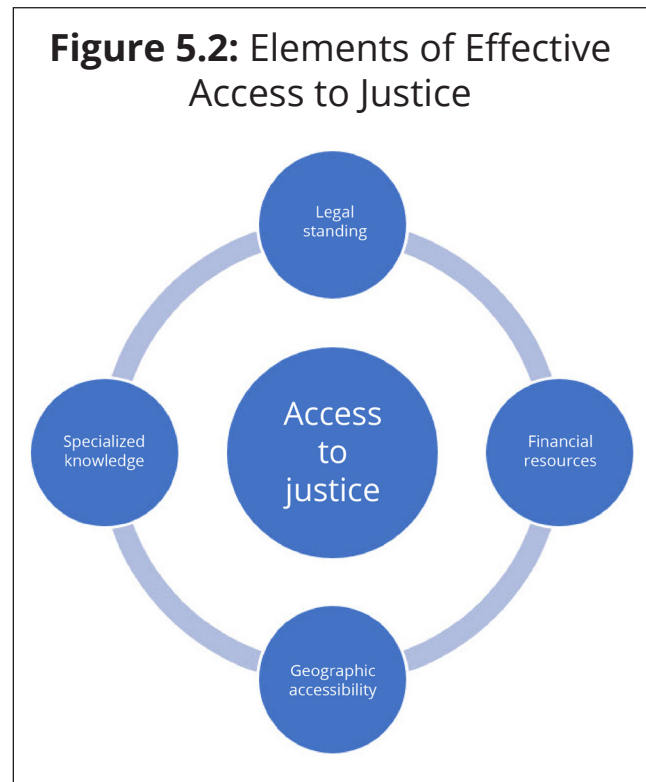 Figure 5.2: Elements of Effective
Access to Justice
Legal
standing
Specialized
knowledge
Access
to
justice
Financial
resources
Geographic
accessibility